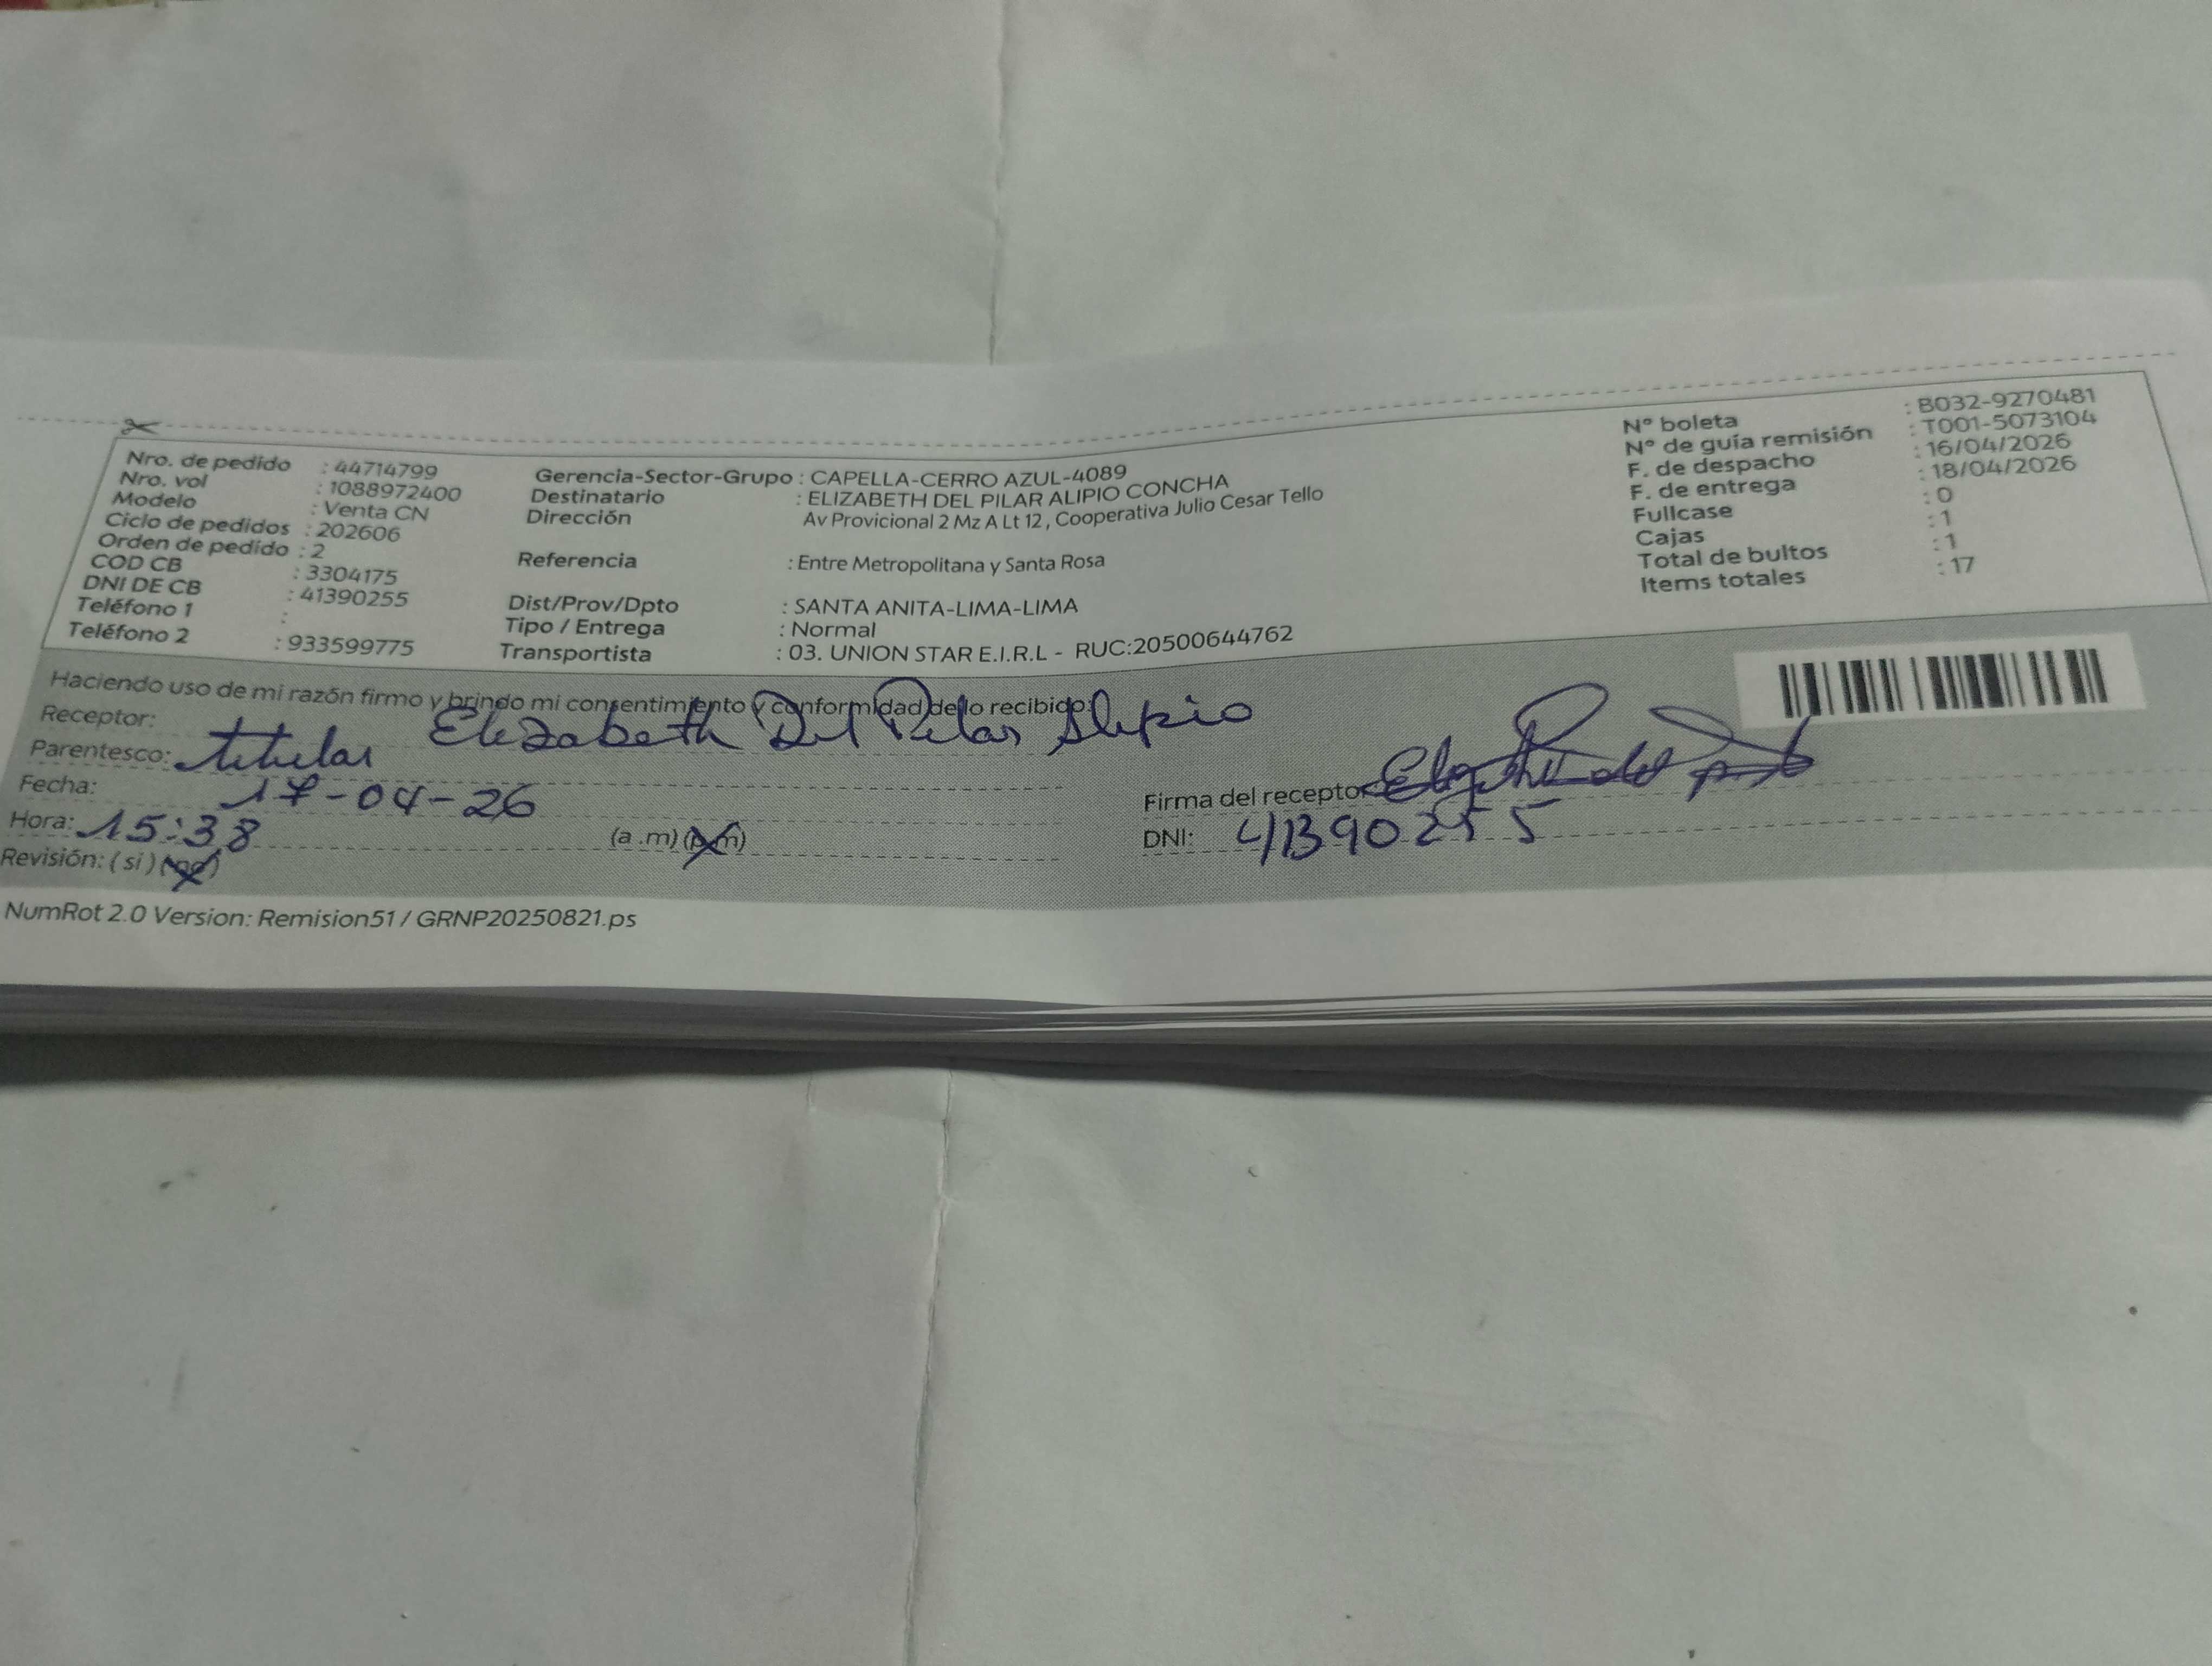 Nro. de pedido : 44714799
Nro. vol : 1088972400
Modelo : Venta CN
Ciclo de pedidos : 202606
Orden de pedido : 2
COD CB : 3304175
DNI DE CB : 41390255
Teléfono 1 :
Teléfono 2 : 933599775
Gerencia-Sector-Grupo : CAPELLA-CERRO AZUL-4089
Destinatario : ELIZABETH DEL PILAR ALIPIO CONCHA
Dirección Av Provicional 2 Mz A Lt 12 , Cooperativa Julio Cesar Tello
Referencia : Entre Metropolitana y Santa Rosa
Dist/Prov/Dpto : SANTA ANITA-LIMA-LIMA
Tipo / Entrega : Normal
Transportista : 03. UNION STAR E.I.R.L - RUC:20500644762
N° boleta : B032-9270481
N° de guía remisión : T001-5073104
F. de despacho : 16/04/2026
F. de entrega : 18/04/2026
Fullcase : 0
Cajas : 1
Total de bultos : 1
Items totales : 17
Haciendo uso de mi razón firmo y brindo mi consentimiento y conformidad de lo recibido:
Receptor: Elizabeth Del Pilar Alipio
Parentesco: titular
Fecha: 17-04-26
Hora: 15:38 (a .m) (p.m)
Revisión: ( si ) (no)
Firma del receptor:
DNI: 41390255
NumRot 2.0 Version: Remision51 / GRNP20250821.ps